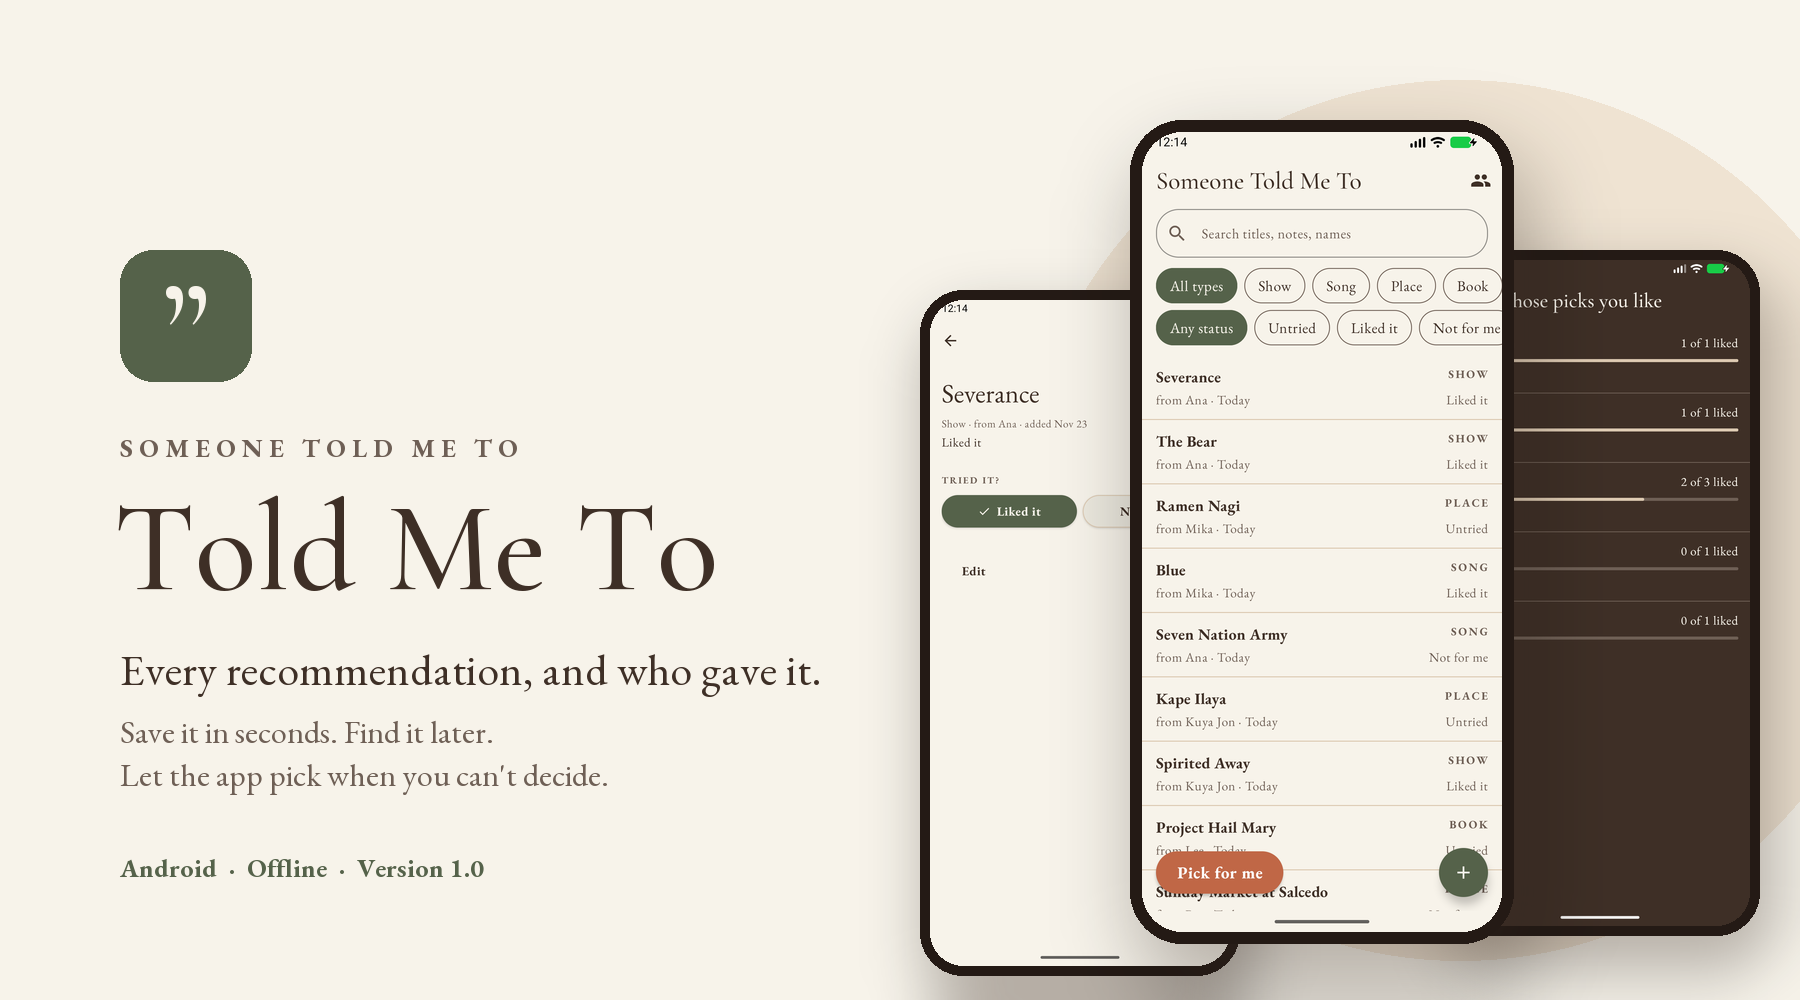 ”
SOMEONE TOLD ME TO
Told Me To
Every recommendation, and who gave it.
Save it in seconds. Find it later.
Let the app pick when you can't decide.
Android · Offline · Version 1.0
12:14
Severance
Show · from Ana · added Nov 23
Liked it
TRIED IT?
Liked it
Edit
12:14
Someone Told Me To
Search titles, notes, names
All types Show Song Place Book
Any status Untried Liked it Not for me
Severance SHOW
from Ana · Today Liked it
The Bear SHOW
from Ana · Today Liked it
Ramen Nagi PLACE
from Mika · Today Untried
Blue SONG
from Mika · Today Liked it
Seven Nation Army SONG
from Ana · Today Not for me
Kape Ilaya PLACE
from Kuya Jon · Today Untried
Spirited Away SHOW
from Kuya Jon · Today Liked it
Project Hail Mary BOOK
Pick for me
+
Sunday Market at Salcedo
picks you like
1 of 1 liked
1 of 1 liked
2 of 3 liked
0 of 1 liked
0 of 1 liked